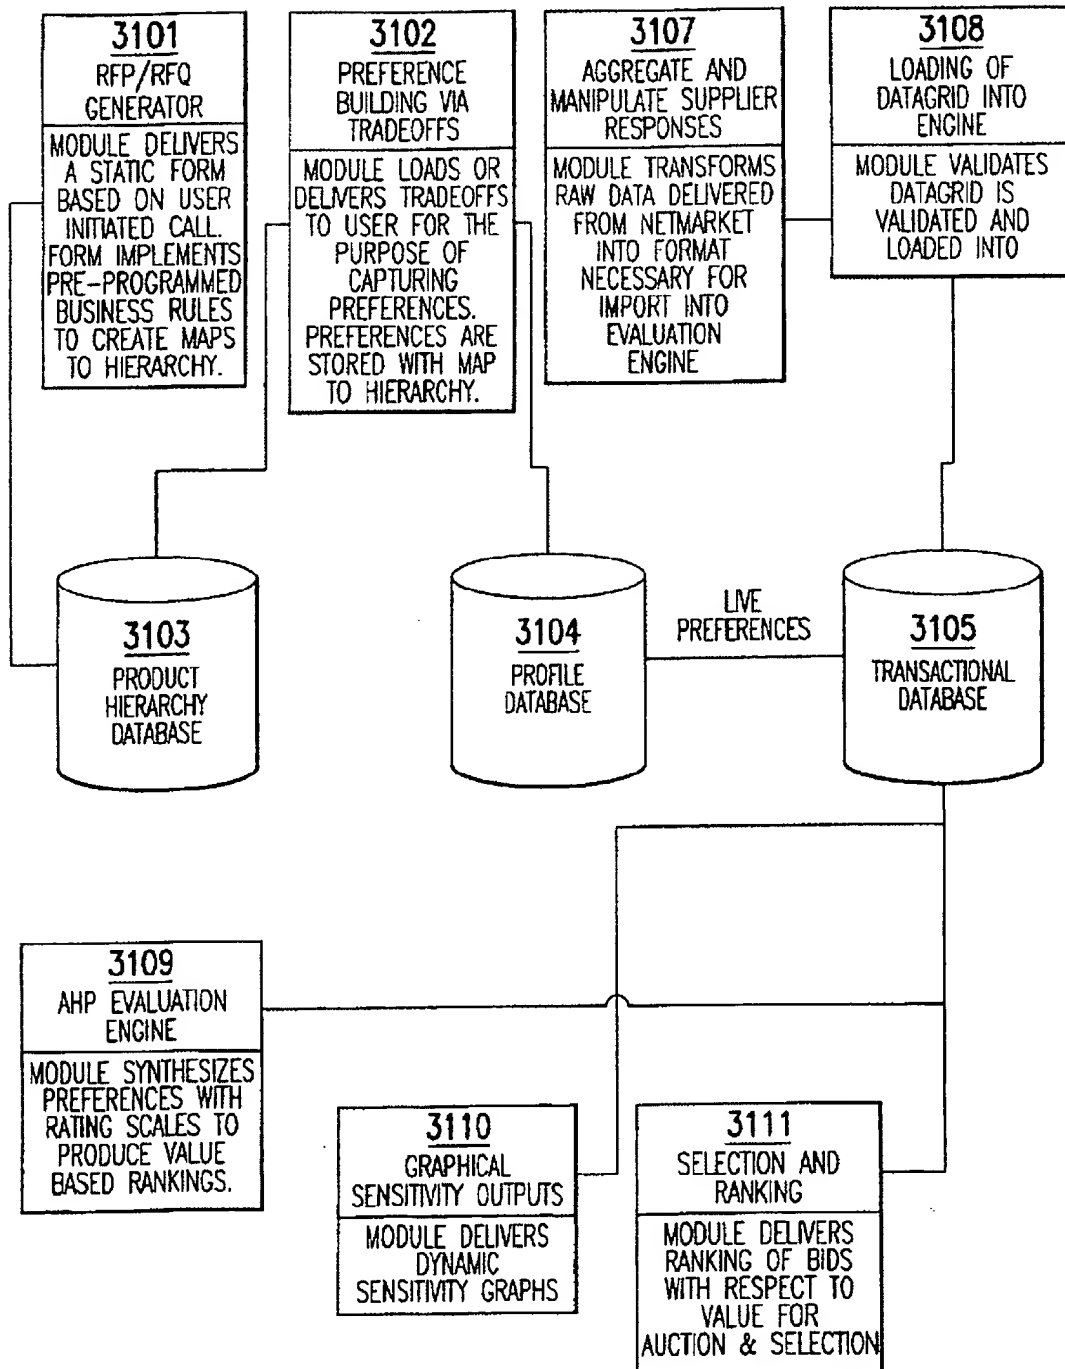 3101
RFP/RFQ
GENERATOR
MODULE DELIVERS
A STATIC FORM
BASED ON USER
INITIATED CALL.
FORM IMPLEMENTS
PRE-PROGRAMMED
BUSINESS RULES
TO CREATE MAPS
TO HIERARCHY.
3102
PREFERENCE
BUILDING VIA
TRADEOFFS
MODULE LOADS OR
DELIVERS TRADEOFFS
TO USER FOR THE
PURPOSE OF
CAPTURING
PREFERENCES.
PREFERENCES ARE
STORED WITH MAP
TO HIERARCHY.
3107
AGGREGATE AND
MANIPULATE SUPPLIER
RESPONSES
MODULE TRANSFORMS
RAW DATA DELIVERED
FROM NETMARKET
INTO FORMAT
NECESSARY FOR
IMPORT INTO
EVALUATION
ENGINE
3108
LOADING OF
DATAGRID INTO
ENGINE
MODULE VALIDATES
DATAGRID IS
VALIDATED AND
LOADED INTO
3103
PRODUCT
HIERARCHY
DATABASE
3104
PROFILE
DATABASE
LIVE
PREFERENCES
3105
TRANSACTIONAL
DATABASE
3109
AHP EVALUATION
ENGINE
MODULE SYNTHESIZES
PREFERENCES WITH
RATING SCALES TO
PRODUCE VALUE
BASED RANKINGS.
3110
GRAPHICAL
SENSITIVITY OUTPUTS
MODULE DELIVERS
DYNAMIC
SENSITIVITY GRAPHS
3111
SELECTION AND
RANKING
MODULE DELIVERS
RANKING OF BIDS
WITH RESPECT TO
VALUE FOR
AUCTION & SELECTION